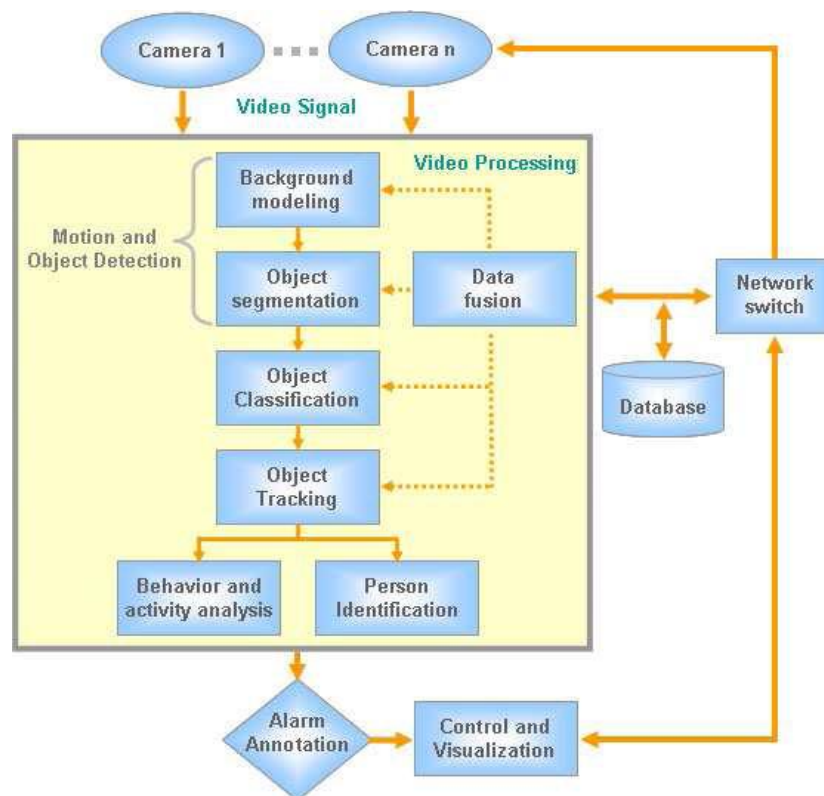 Camera 1
Camera n
Video Signal
Video Processing
Background
modeling
Motion and
Object Detection
Object
segmentation
Data
fusion
Network
switch
Object
Classification
Database
Object
Tracking
Behavior and
activity analysis
Person
Identification
Alarm
Annotation
Control and
Visualization